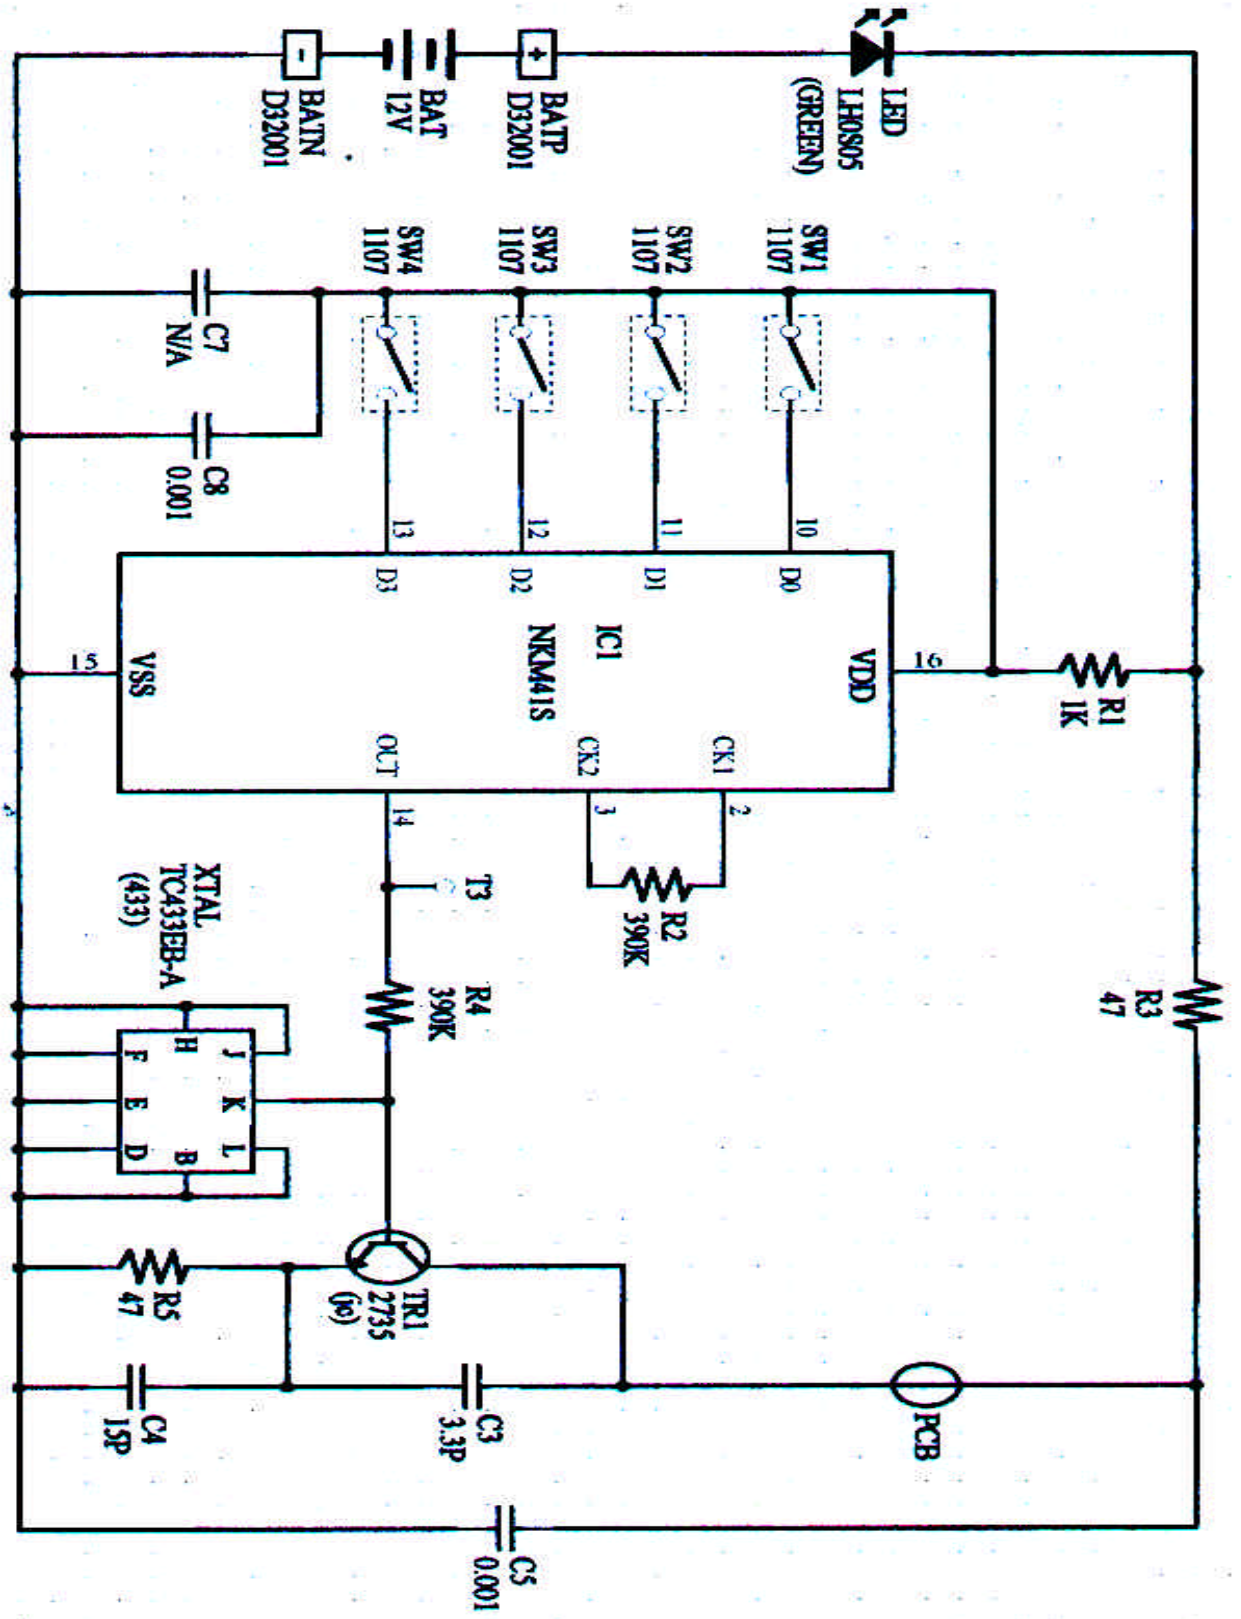 LED
LH0805
(GREEN)
+
BATP
D32001
BAT
12V
-
BATN
D32001
SW1
1107
SW2
1107
SW3
1107
SW4
1107
C7
N/A
C8
0.001
10
11
12
13
D0
D1
D2
D3
IC1
NKM41S
VDD
16
VSS
15
R1
1K
CK1
CK2
OUT
2
3
14
R2
390K
T3
R4
390K
R3
47
XTAL
TC433EB-A
(433)
H
J
F
K
E
L
D
B
TR1
2735
(jc)
R5
47
PCB
C3
3.3P
C4
15P
C5
0.001